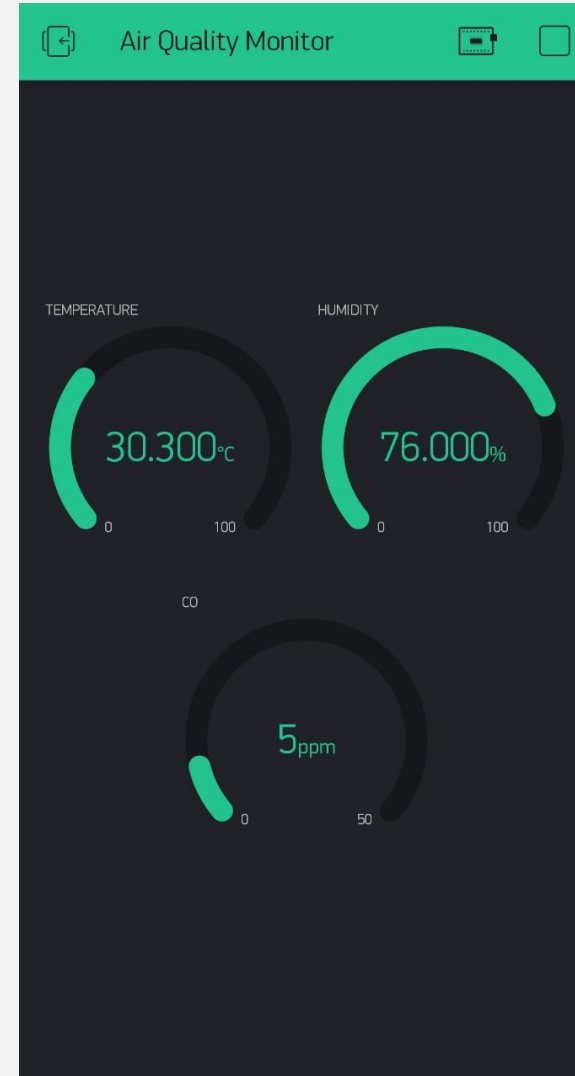 Air Quality Monitor
TEMPERATURE
30.300°C
0 100
HUMIDITY
76.000%
0 100
CO
5ppm
0 50